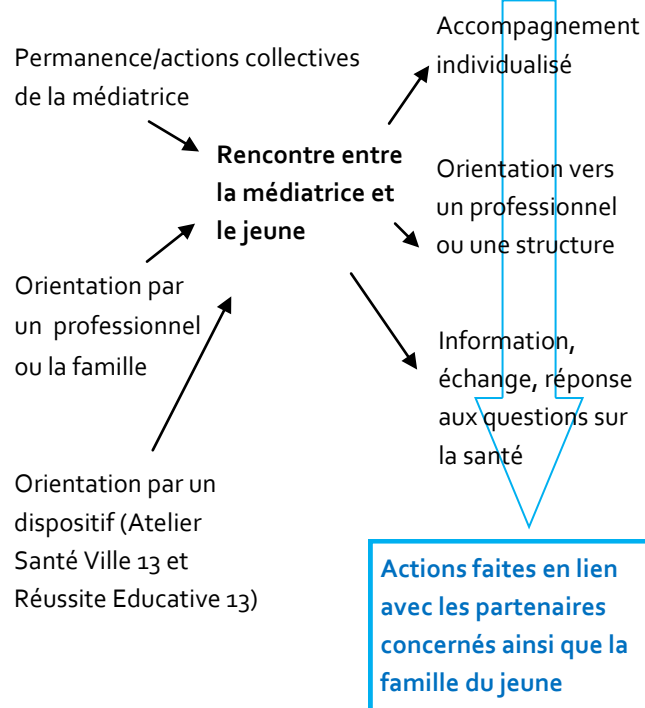 Permanence/actions collectives
de la médiatrice
Orientation par
un professionnel
ou la famille
Orientation par un
dispositif (Atelier
Santé Ville 13 et
Réussite Educative 13)
Rencontre entre
la médiatrice et
le jeune
Accompagnement
individualisé
Orientation vers
un professionnel
ou une structure
Information,
échange, réponse
aux questions sur
la santé
Actions faites en lien
avec les partenaires
concernés ainsi que la
famille du jeune